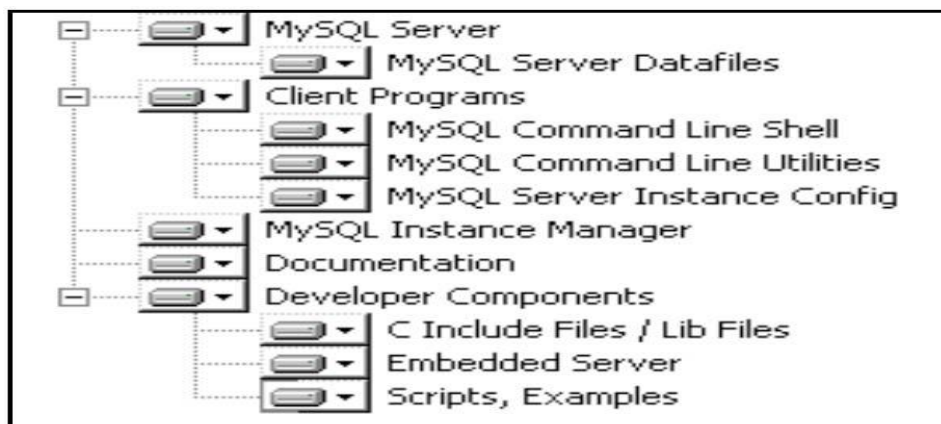 MySQL Server
MySQL Server Datafiles
Client Programs
MySQL Command Line Shell
MySQL Command Line Utilities
MySQL Server Instance Config
MySQL Instance Manager
Documentation
Developer Components
C Include Files / Lib Files
Embedded Server
Scripts, Examples